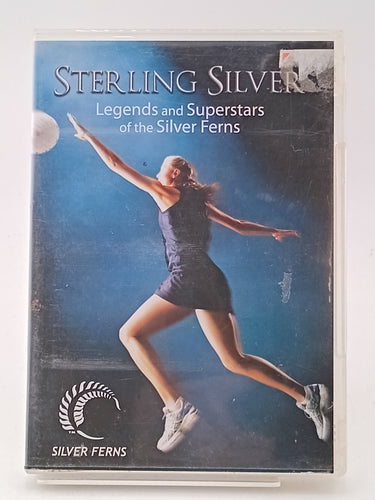 STERLING SILVER
Legends and Superstars
of the Silver Ferns
SILVER FERNS